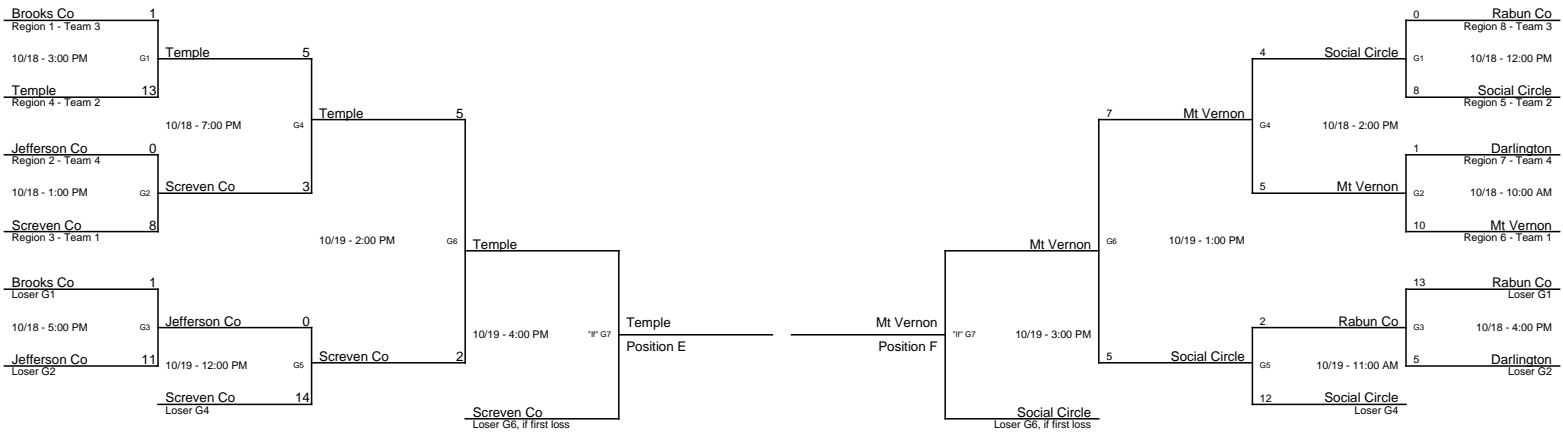 Brooks Co 1
Region 1 - Team 3
10/18 - 3:00 PM G1
Temple 5
Temple 13
Region 4 - Team 2
10/18 - 7:00 PM G4
Temple 5
Jefferson Co 0
Region 2 - Team 4
10/18 - 1:00 PM G2
Screven Co 3
Screven Co 8
Region 3 - Team 1
10/19 - 2:00 PM G6
Temple
Brooks Co 1
Loser G1
10/18 - 5:00 PM G3
Jefferson Co 0
Jefferson Co 11
Loser G2
10/19 - 12:00 PM G5
Screven Co 2
Screven Co 14
Loser G4
10/19 - 4:00 PM "If" G7
Temple
Position E
Screven Co
Loser G6, if first loss
0 Rabun Co
Region 8 - Team 3
G1 10/18 - 12:00 PM
4 Social Circle
8 Social Circle
Region 5 - Team 2
G4 10/18 - 2:00 PM
7 Mt Vernon
1 Darlington
Region 7 - Team 4
G2 10/18 - 10:00 AM
5 Mt Vernon
10 Mt Vernon
Region 6 - Team 1
G6 10/19 - 1:00 PM
Mt Vernon
13 Rabun Co
Loser G1
G3 10/18 - 4:00 PM
2 Rabun Co
5 Darlington
Loser G2
G5 10/19 - 11:00 AM
5 Social Circle
12 Social Circle
Loser G4
"If" G7 10/19 - 3:00 PM
Mt Vernon
Position F
Social Circle
Loser G6, if first loss